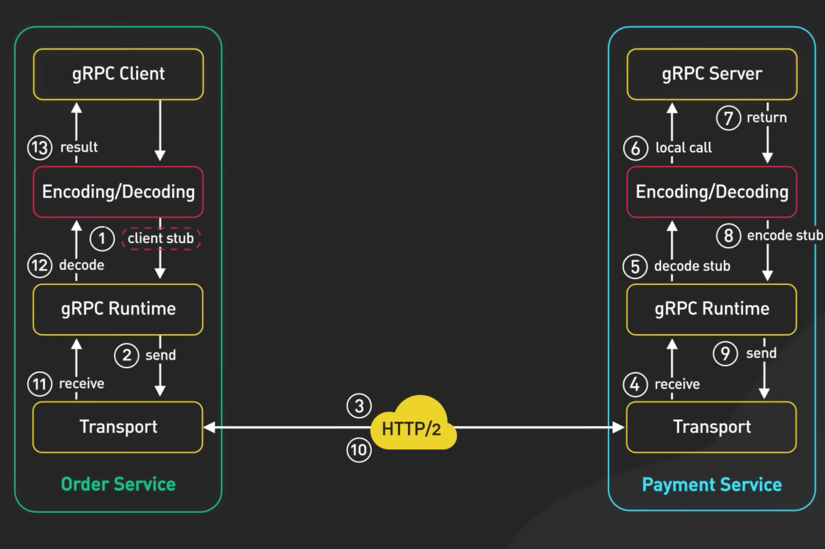 gRPC Client
gRPC Server
7 return
13 result
6 local call
Encoding/Decoding
Encoding/Decoding
1 client stub
8 encode stub
12 decode
5 decode stub
gRPC Runtime
gRPC Runtime
2 send
9 send
11 receive
4 receive
3
Transport
HTTP/2
Transport
10
Order Service
Payment Service